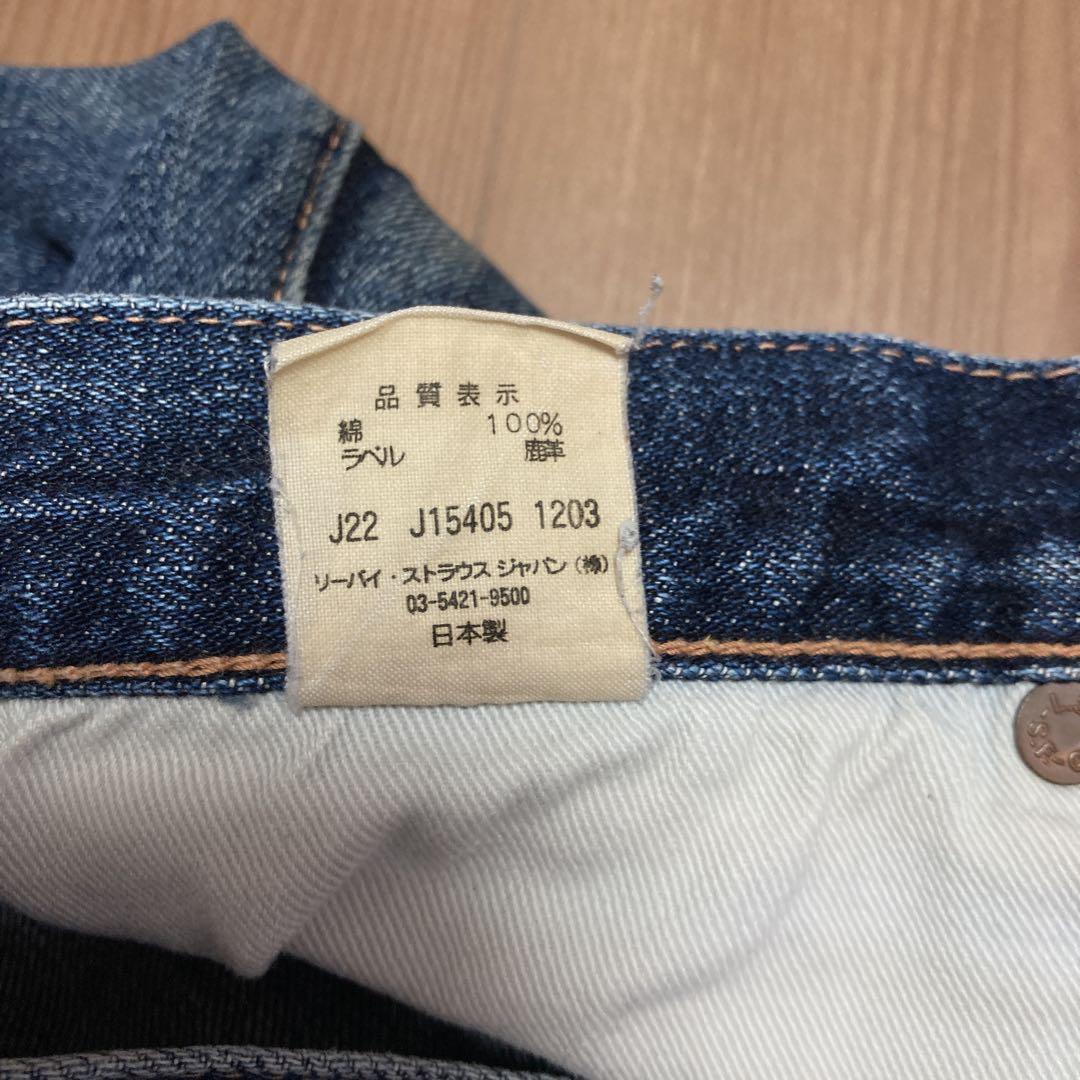 品質表示
綿 100%
ラベル 鹿革
J22 J15405 1203
リーバイ・ストラウス ジャパン(株)
03-5421-9500
日本製